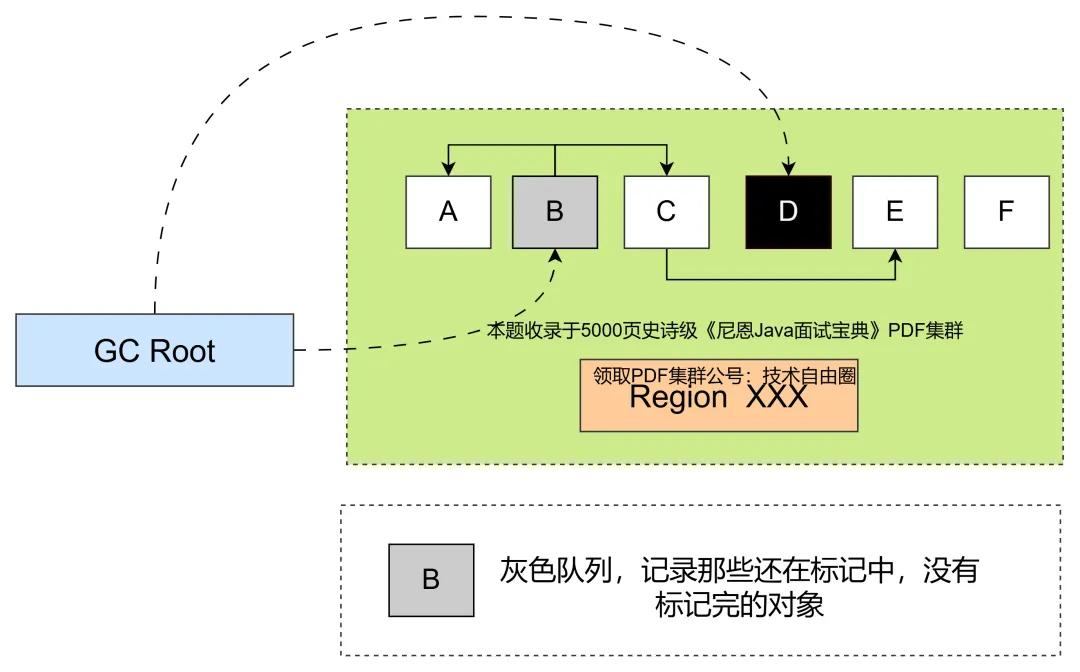 A
B
C
D
E
F
GC Root
本题收录于5000页史诗级《尼恩Java面试宝典》PDF集群
领取PDF集群公号：技术自由圈
Region XXX
B
灰色队列，记录那些还在标记中，没有
标记完的对象